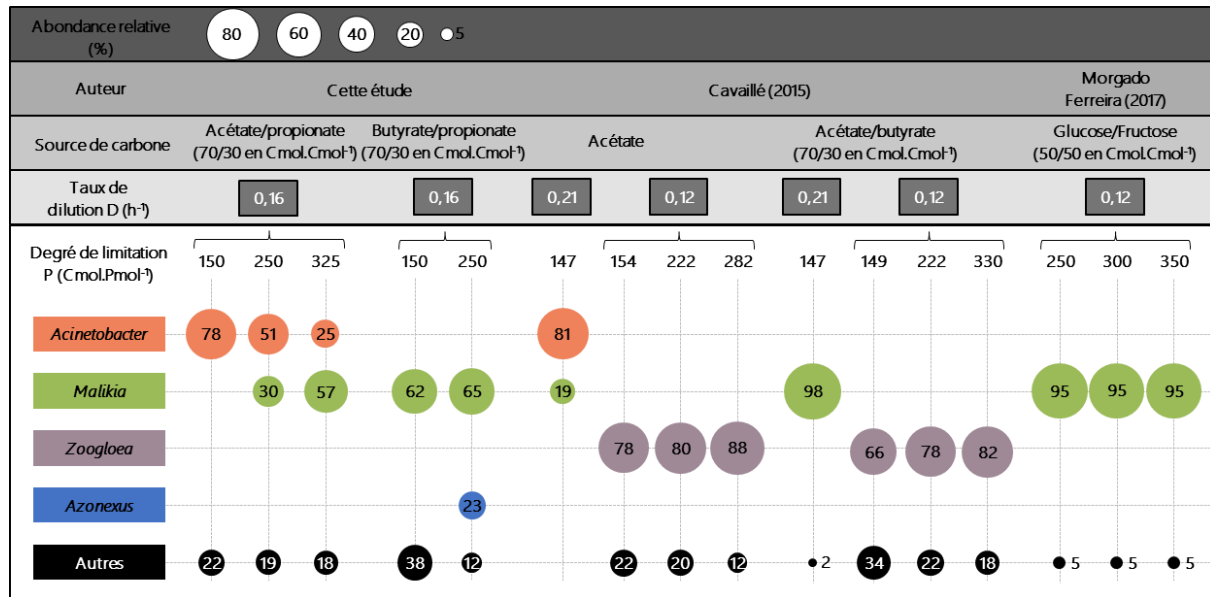 Abondance relative
(%)
80 60 40 20 5
Auteur Cette étude Cavaillé (2015) Morgado
Ferreira (2017)
Source de carbone Acétate/propionate
(70/30 en Cmol.Cmol⁻¹) Butyrate/propionate
(70/30 en Cmol.Cmol⁻¹) Acétate Acétate/butyrate
(70/30 en Cmol.Cmol⁻¹) Glucose/Fructose
(50/50 en Cmol.Cmol⁻¹)
Taux de
dilution D (h⁻¹) 0,16 0,16 0,21 0,12 0,21 0,12 0,12
Degré de limitation
P (Cmol.Pmol⁻¹) 150 250 325 150 250 147 154 222 282 147 149 222 330 250 300 350
Acinetobacter 78 51 25 81
Malikia 30 57 62 65 19 98 95 95 95
Zoogloea 78 80 88 66 78 82
Azonexus 23
Autres 22 19 18 38 12 22 20 12 2 34 22 18 5 5 5